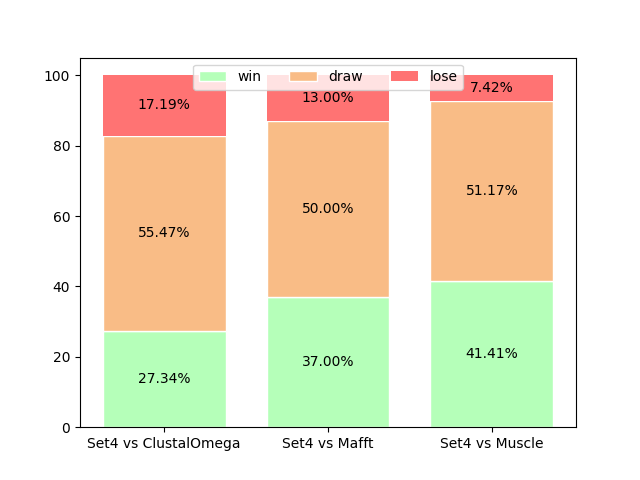 win draw lose
100
80
60
40
20
0
17.19% 13.00% 7.42%
55.47% 50.00% 51.17%
27.34% 37.00% 41.41%
Set4 vs ClustalOmega Set4 vs Mafft Set4 vs Muscle